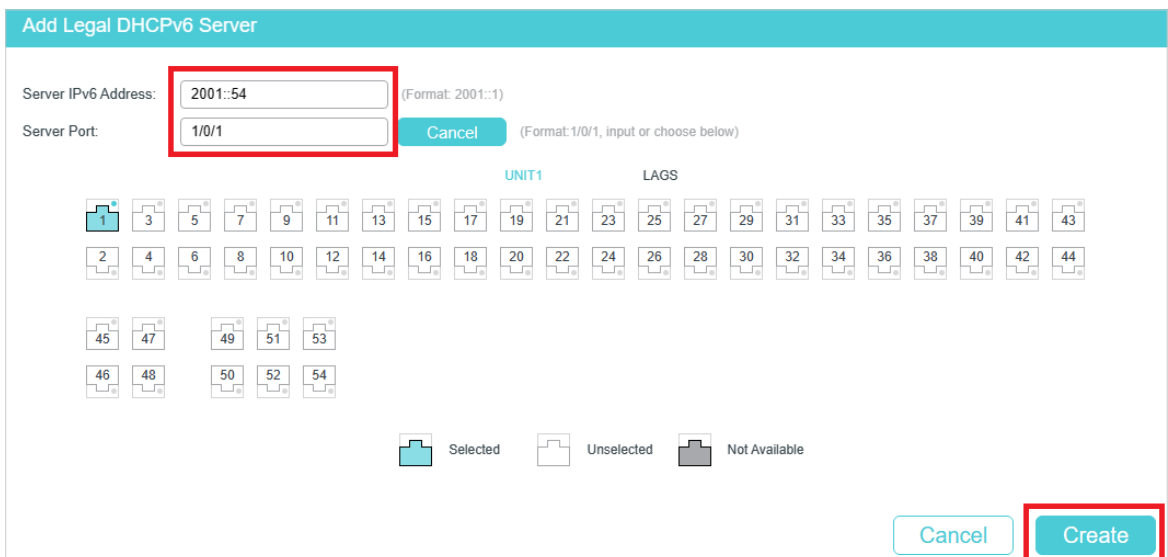 Add Legal DHCPv6 Server
Server IPv6 Address: 2001::54 (Format: 2001::1)
Server Port: 1/0/1 Cancel (Format:1/0/1, input or choose below)
UNIT1 LAGS
1 3 5 7 9 11 13 15 17 19 21 23 25 27 29 31 33 35 37 39 41 43
2 4 6 8 10 12 14 16 18 20 22 24 26 28 30 32 34 36 38 40 42 44
45 47 49 51 53
46 48 50 52 54
Selected Unselected Not Available
Cancel Create